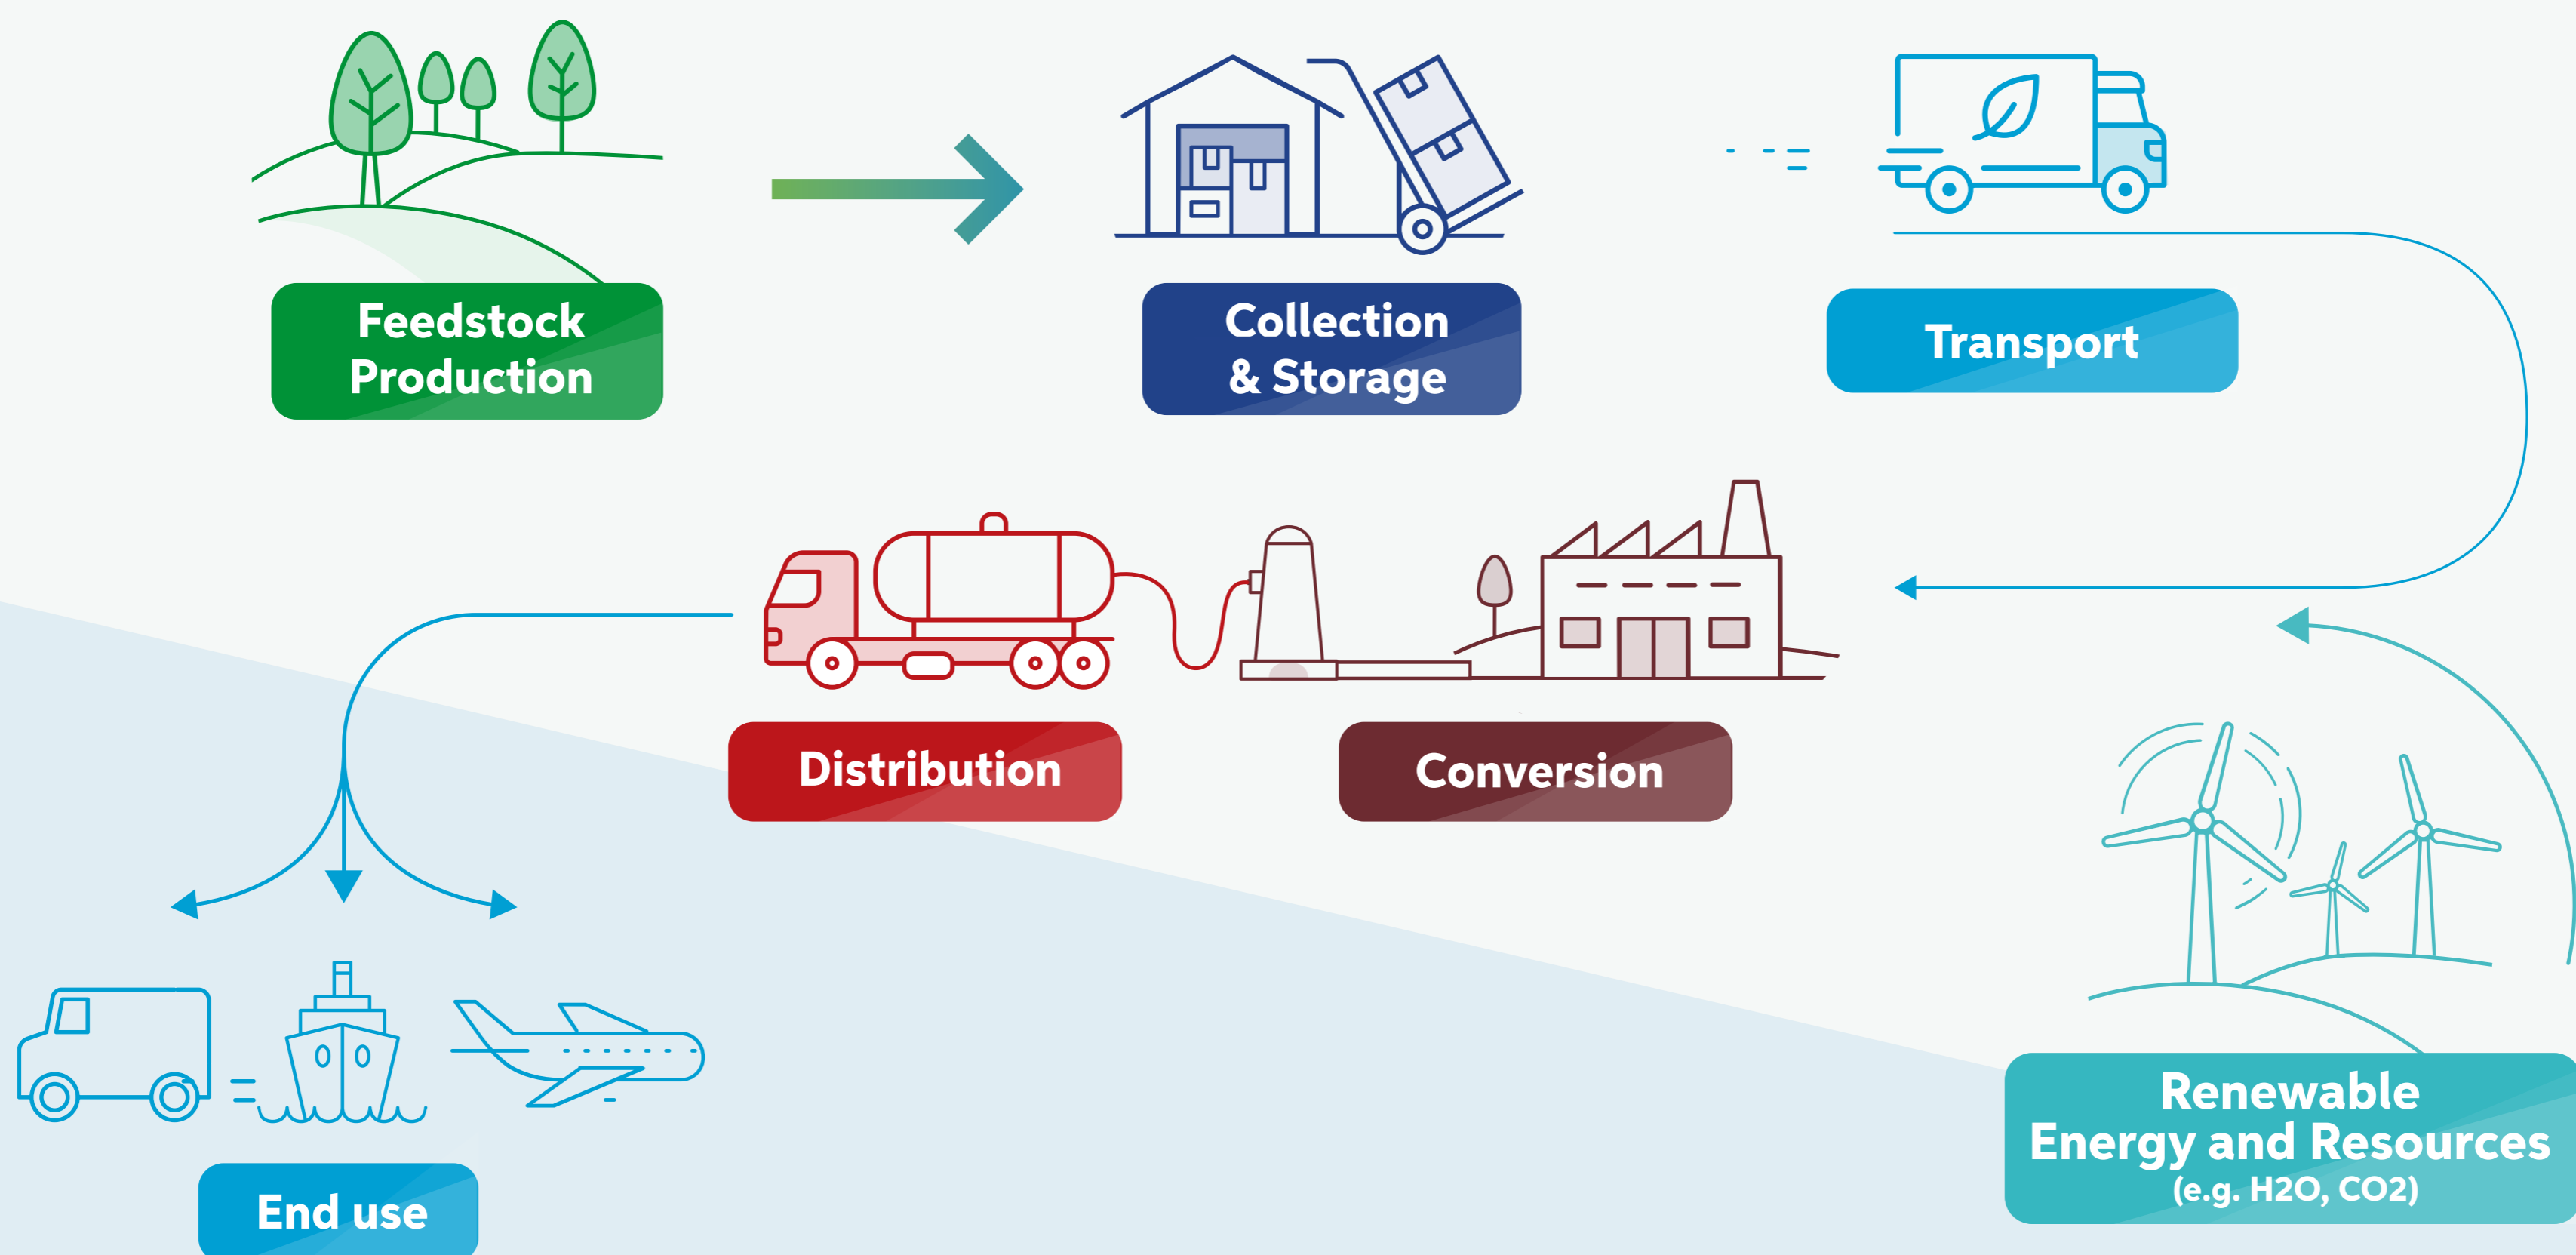 Feedstock
Production
Collection
& Storage
Transport
Distribution
Conversion
Renewable
Energy and Resources
(e.g. H2O, CO2)
End use